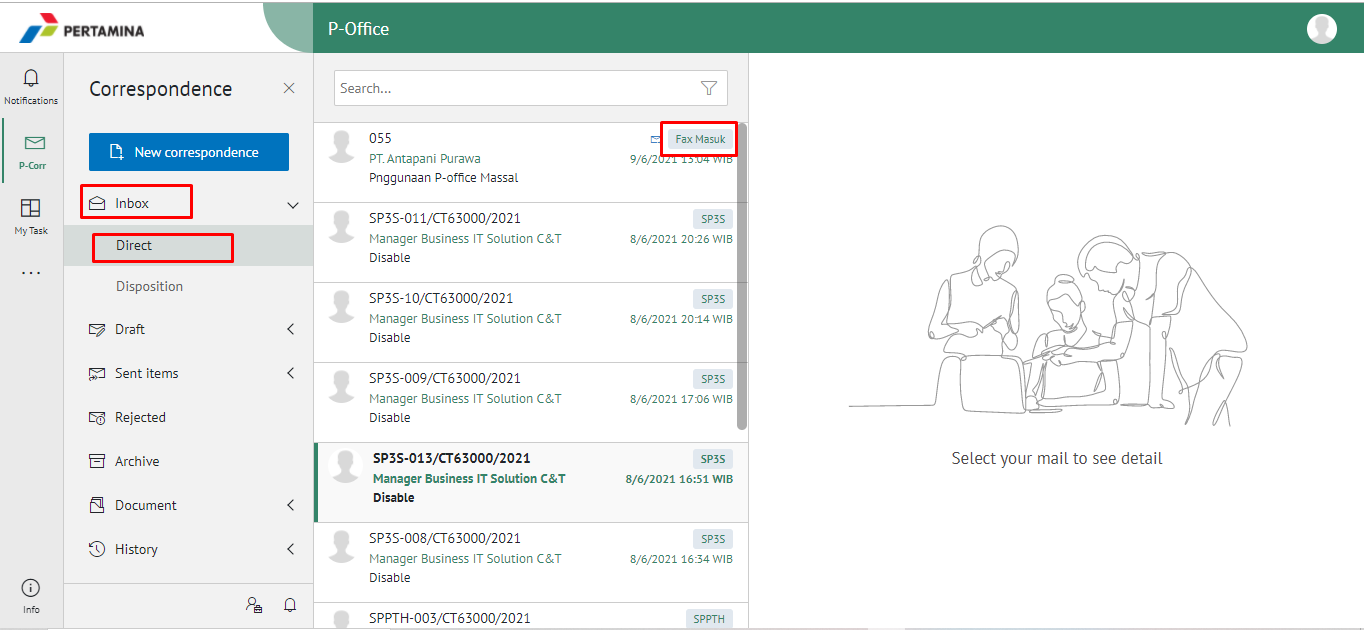 PERTAMINA
P-Office
Notifications
P-Corr
My Task
Info
Correspondence
New correspondence
Inbox
Direct
Disposition
Draft
Sent items
Rejected
Archive
Document
History
Search...
055
Fax Masuk
PT. Antapani Purawa
9/6/2021 13:04 WIB
Pnggunaan P-office Massal
SP3S-011/CT63000/2021
SP3S
Manager Business IT Solution C&T
8/6/2021 20:26 WIB
Disable
SP3S-10/CT63000/2021
SP3S
Manager Business IT Solution C&T
8/6/2021 20:14 WIB
Disable
SP3S-009/CT63000/2021
SP3S
Manager Business IT Solution C&T
8/6/2021 17:06 WIB
Disable
SP3S-013/CT63000/2021
SP3S
Manager Business IT Solution C&T
8/6/2021 16:51 WIB
Disable
SP3S-008/CT63000/2021
SP3S
Manager Business IT Solution C&T
8/6/2021 16:34 WIB
Disable
SPPTH-003/CT63000/2021
SPPTH
Select your mail to see detail